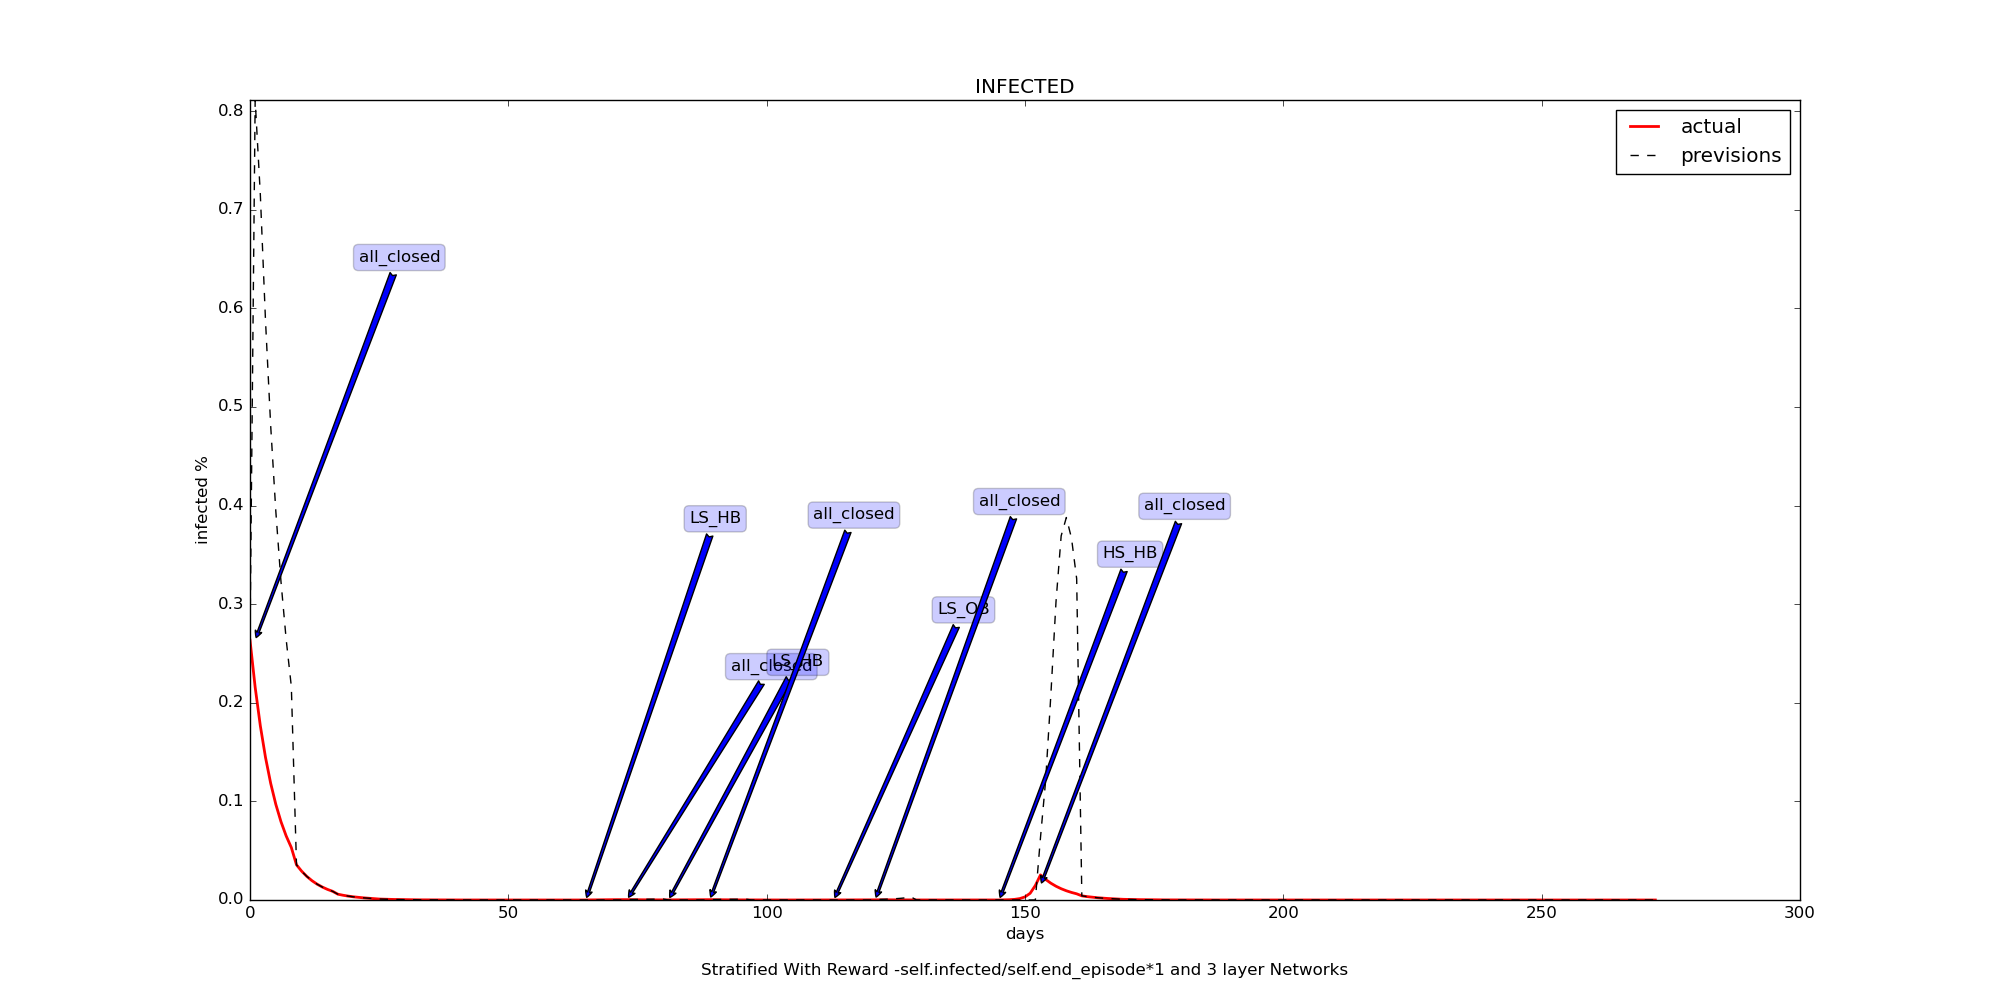 INFECTED
actual
previsions
0.8
0.7
0.6
0.5
0.4
0.3
0.2
0.1
0.0
infected %
all_closed
LS_HB
all_closed
LS_HB
all_closed
LS_OB
all_closed
HS_HB
all_closed
0
50
100
150
200
250
300
days
Stratified With Reward -self.infected/self.end_episode*1 and 3 layer Networks